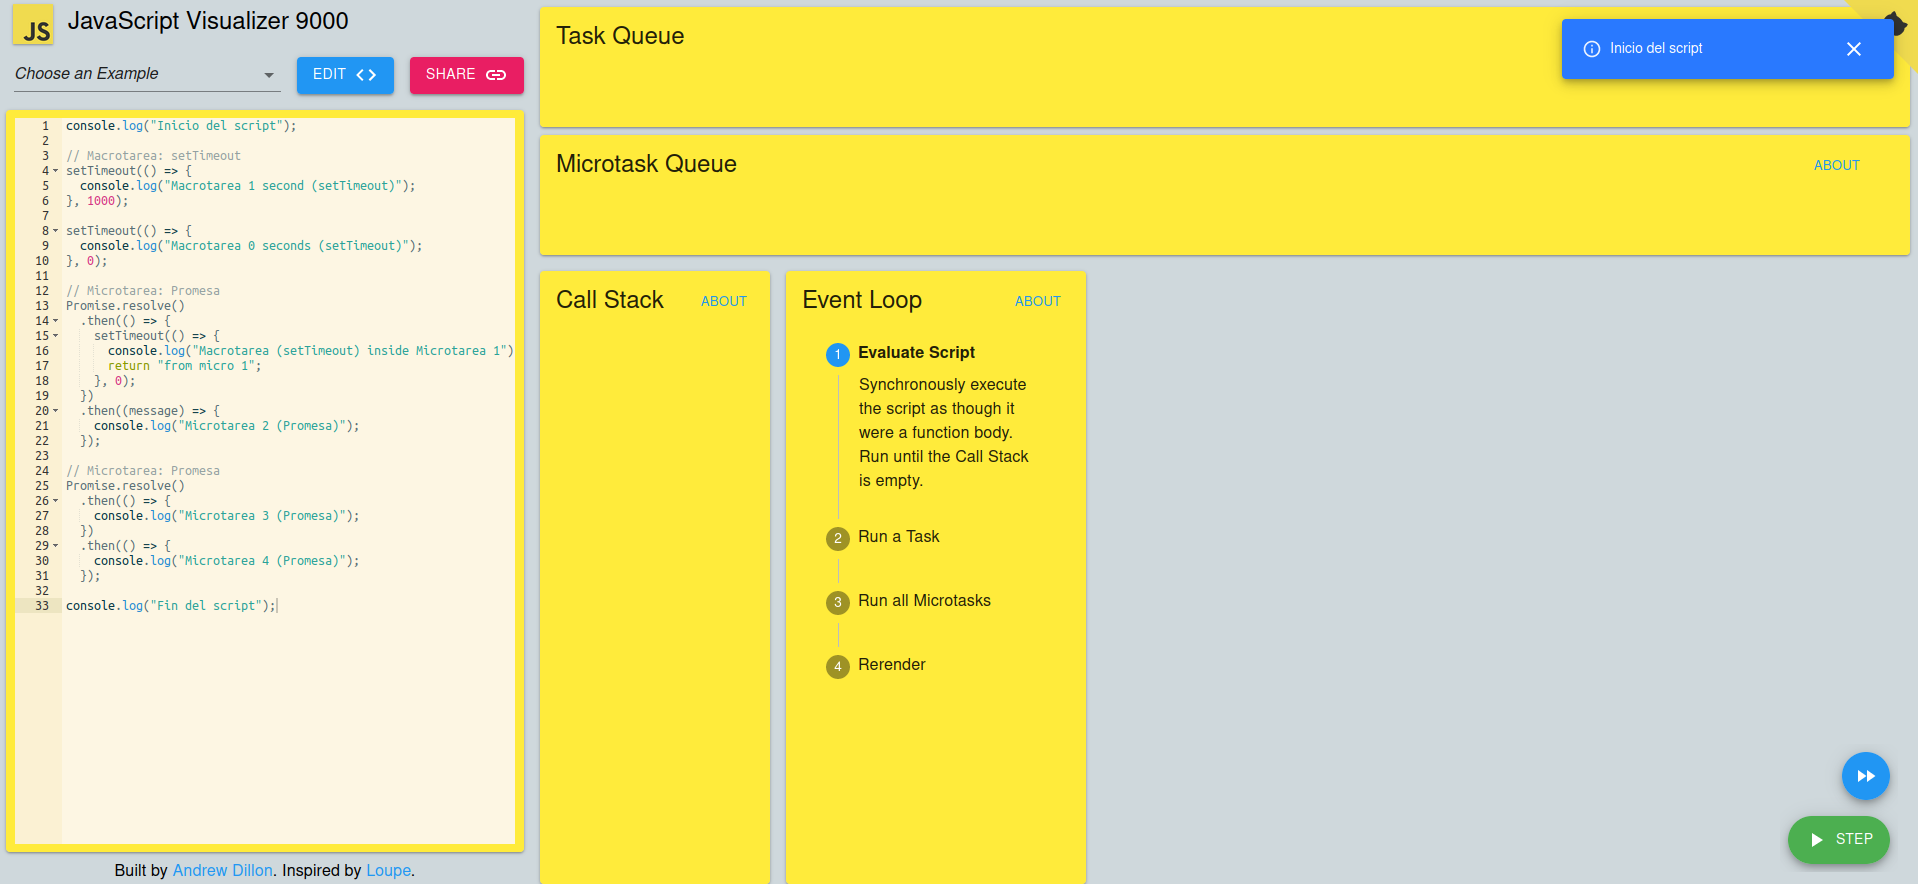 JS JavaScript Visualizer 9000
Choose an Example
EDIT
SHARE
1 console.log("Inicio del script");
2
3 // Macrotarea: setTimeout
4 setTimeout(() => {
5   console.log("Macrotarea 1 second (setTimeout)");
6 }, 1000);
7
8 setTimeout(() => {
9   console.log("Macrotarea 0 seconds (setTimeout)");
10 }, 0);
11
12 // Microtarea: Promesa
13 Promise.resolve()
14   .then(() => {
15     setTimeout(() => {
16       console.log("Macrotarea (setTimeout) inside Microtarea 1")
17       return "from micro 1";
18     }, 0);
19   })
20   .then((message) => {
21     console.log("Microtarea 2 (Promesa)");
22   });
23
24 // Microtarea: Promesa
25 Promise.resolve()
26   .then(() => {
27     console.log("Microtarea 3 (Promesa)");
28   })
29   .then(() => {
30     console.log("Microtarea 4 (Promesa)");
31   });
32
33 console.log("Fin del script");
Built by Andrew Dillon. Inspired by Loupe.
Task Queue
Inicio del script
Microtask Queue
ABOUT
Call Stack
ABOUT
Event Loop
ABOUT
1 Evaluate Script
Synchronously execute
the script as though it
were a function body.
Run until the Call Stack
is empty.
2 Run a Task
3 Run all Microtasks
4 Rerender
STEP